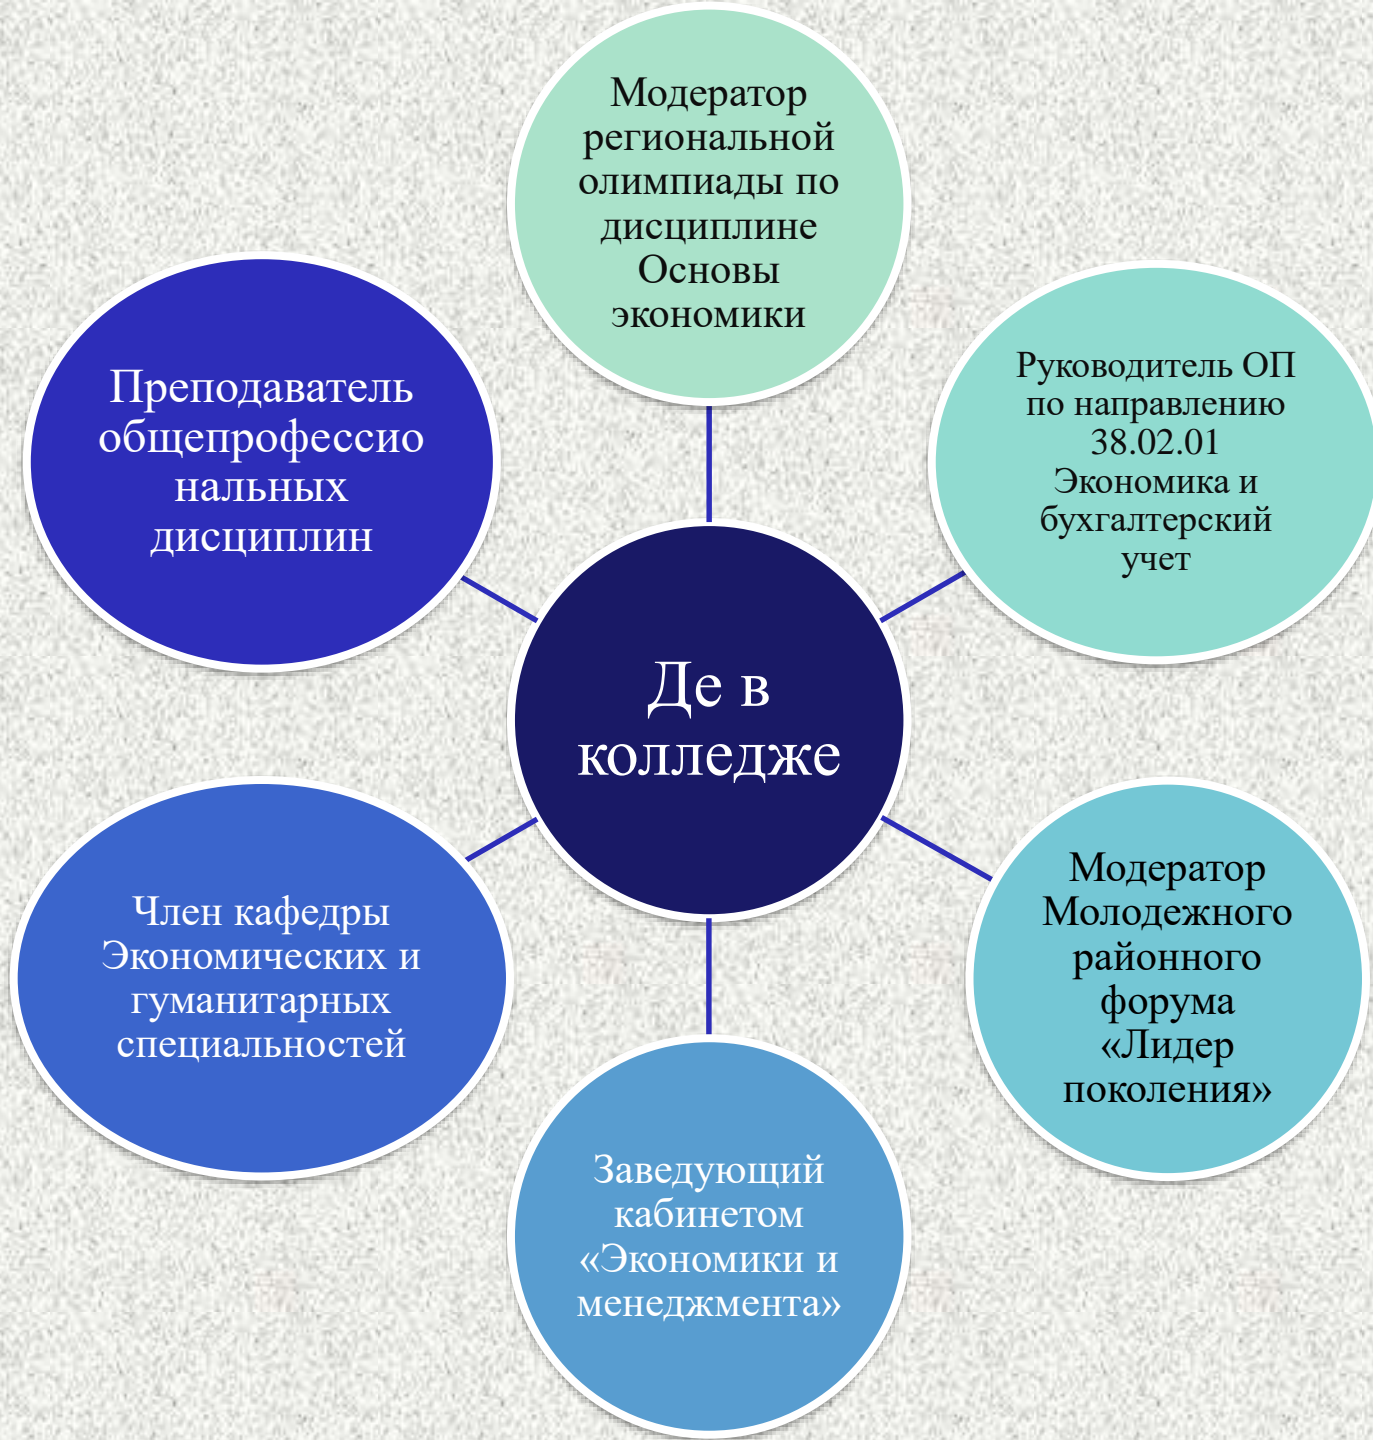 Модератор
региональной
олимпиады по
дисциплине
Основы
экономики
Руководитель ОП
по направлению
38.02.01
Экономика и
бухгалтерский
учет
Модератор
Молодежного
районного
форума
«Лидер
поколения»
Заведующий
кабинетом
«Экономики и
менеджмента»
Член кафедры
Экономических и
гуманитарных
специальностей
Преподаватель
общепрофессио
нальных
дисциплин
Де в
колледже